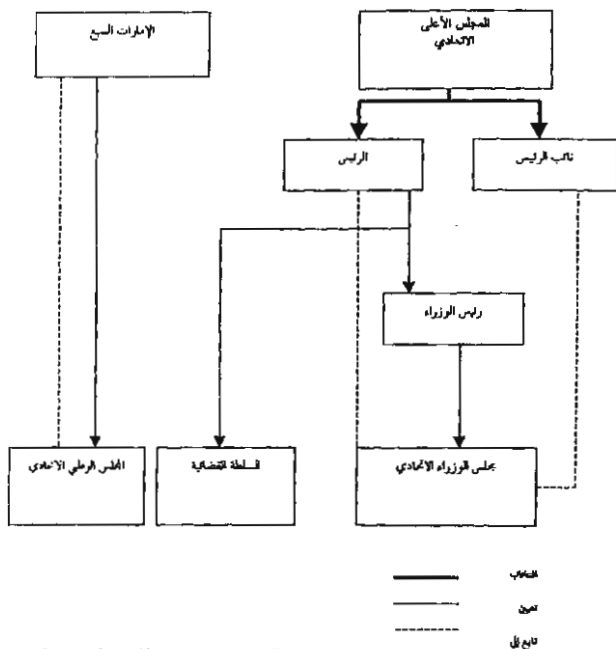 المجلس الأعلى
الاتحادي
الإمارات السبع
الرئيس
نائب الرئيس
رئيس الوزراء
المجلس الوطني الاتحادي
السلطة القضائية
مجلس الوزراء الاتحادي
انتخاب
تعيين
تابع إلى